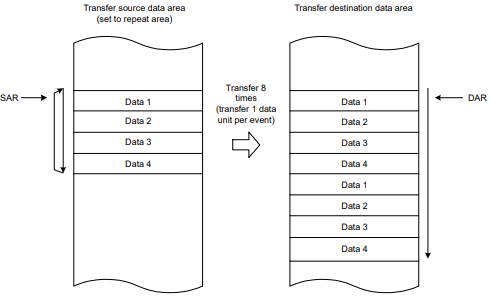 Transfer source data area
(set to repeat area)
Transfer destination data area
SAR
Data 1
Data 2
Data 3
Data 4
Transfer 8
times
(transfer 1 data
unit per event)
DAR
Data 1
Data 2
Data 3
Data 4
Data 1
Data 2
Data 3
Data 4